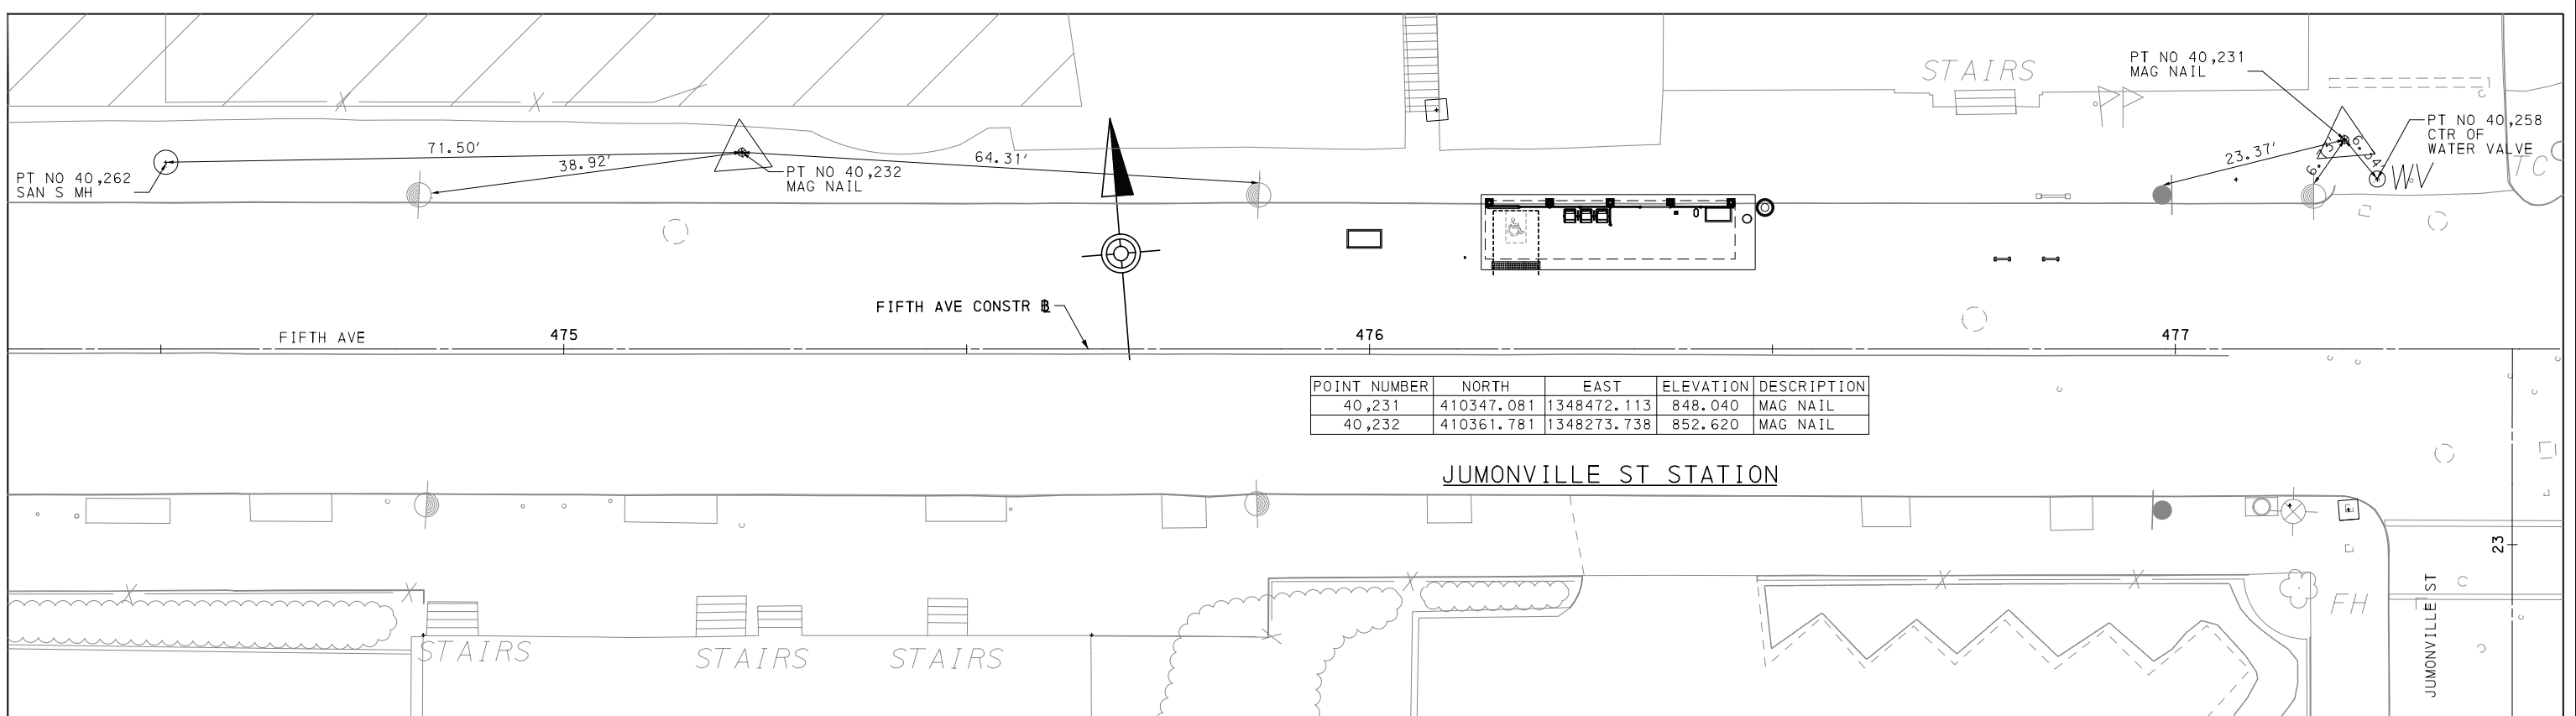 STAIRS
PT NO 40,231
MAG NAIL
PT NO 40,258
CTR OF
WATER VALVE
71.50'
38.92'
64.31'
23.37'
PT NO 40,262
SAN S MH
PT NO 40,232
MAG NAIL
WV
TC
FIFTH AVE CONSTR
FIFTH AVE
475
476
477
POINT NUMBER NORTH EAST ELEVATION DESCRIPTION
40,231 410347.081 1348472.113 848.040 MAG NAIL
40,232 410361.781 1348273.738 852.620 MAG NAIL
JUMONVILLE ST STATION
23
JUMONVILLE ST
FH
STAIRS
STAIRS
STAIRS